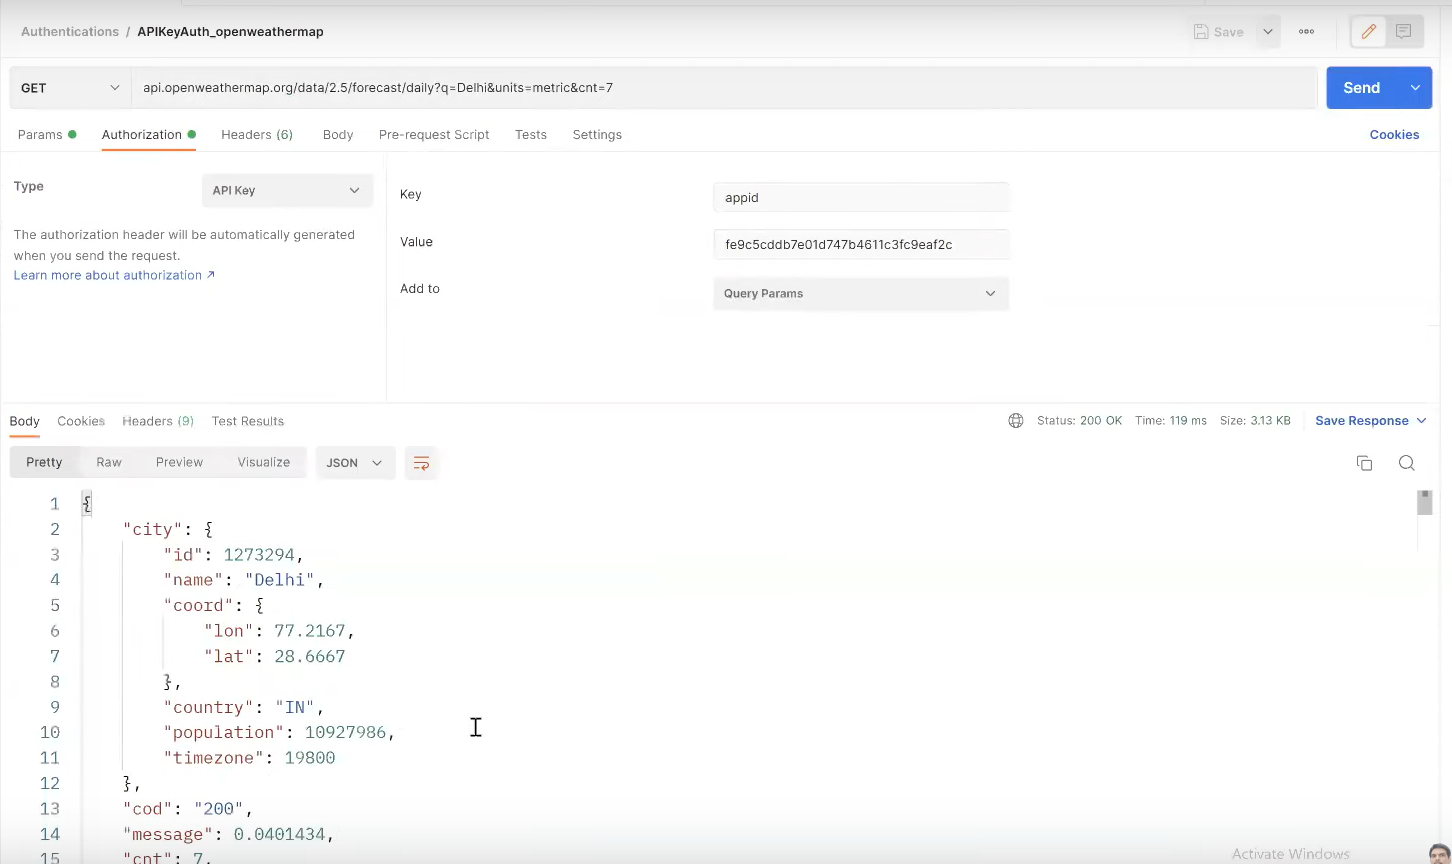 Authentications / APIKeyAuth_openweathermap
Save
GET api.openweathermap.org/data/2.5/forecast/daily?q=Delhi&units=metric&cnt=7 Send
Params Authorization Headers (6) Body Pre-request Script Tests Settings Cookies
Type API Key
The authorization header will be automatically generated
when you send the request.
Learn more about authorization ↗
Key appid
Value fe9c5cddb7e01d747b4611c3fc9eaf2c
Add to Query Params
Body Cookies Headers (9) Test Results Status: 200 OK Time: 119 ms Size: 3.13 KB Save Response
Pretty Raw Preview Visualize JSON
1 {
2 "city": {
3 "id": 1273294,
4 "name": "Delhi",
5 "coord": {
6 "lon": 77.2167,
7 "lat": 28.6667
8 },
9 "country": "IN",
10 "population": 10927986,
11 "timezone": 19800
12 },
13 "cod": "200",
14 "message": 0.0401434,
15 "cnt": 7,
Activate Windows